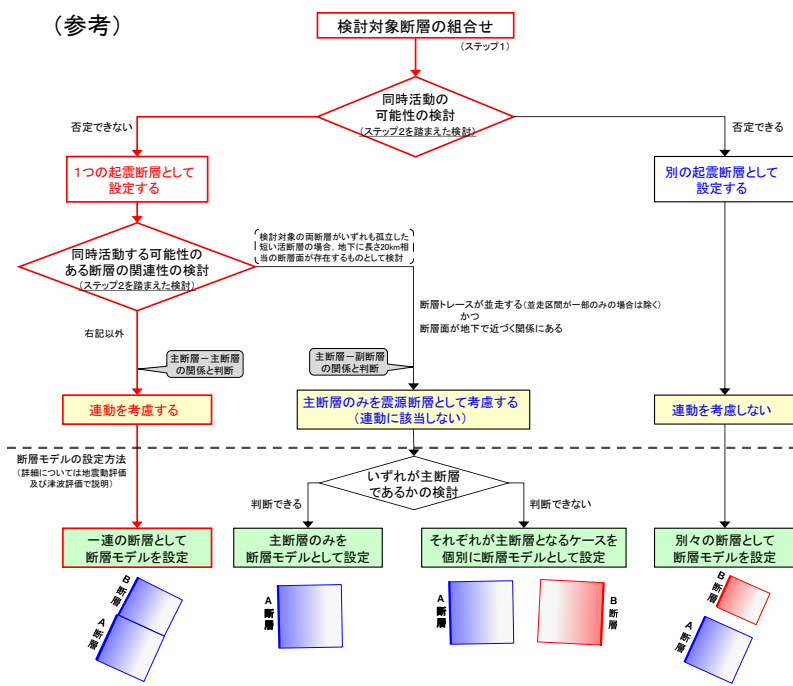 （参考）
検討対象断層の組合せ
（ステップ1）
同時活動の
可能性の検討
（ステップ2を踏まえた検討）
否定できない
否定できる
1つの起震断層として
設定する
別の起震断層として
設定する
同時活動する可能性の
ある断層の関連性の検討
（ステップ2を踏まえた検討）
検討対象の両断層がいずれも孤立した
短い活断層の場合、地下に長さ20km相
当の断層面が存在するものとして検討
断層トレースが並走する（並走区間が一部のみの場合は除く）
かつ
断層面が地下で近づく関係にある
右記以外
主断層－主断層
の関係と判断
主断層－副断層
の関係と判断
連動を考慮する
主断層のみを震源断層として考慮する
（連動に該当しない）
連動を考慮しない
断層モデルの設定方法
（詳細については地震動評価
及び津波評価で説明）
いずれが主断層
であるかの検討
判断できる
判断できない
一連の断層として
断層モデルを設定
主断層のみを
断層モデルとして設定
それぞれが主断層となるケースを
個別に断層モデルとして設定
別々の断層として
断層モデルを設定
B断層
A断層
A断層
A断層
B断層
B断層
A断層